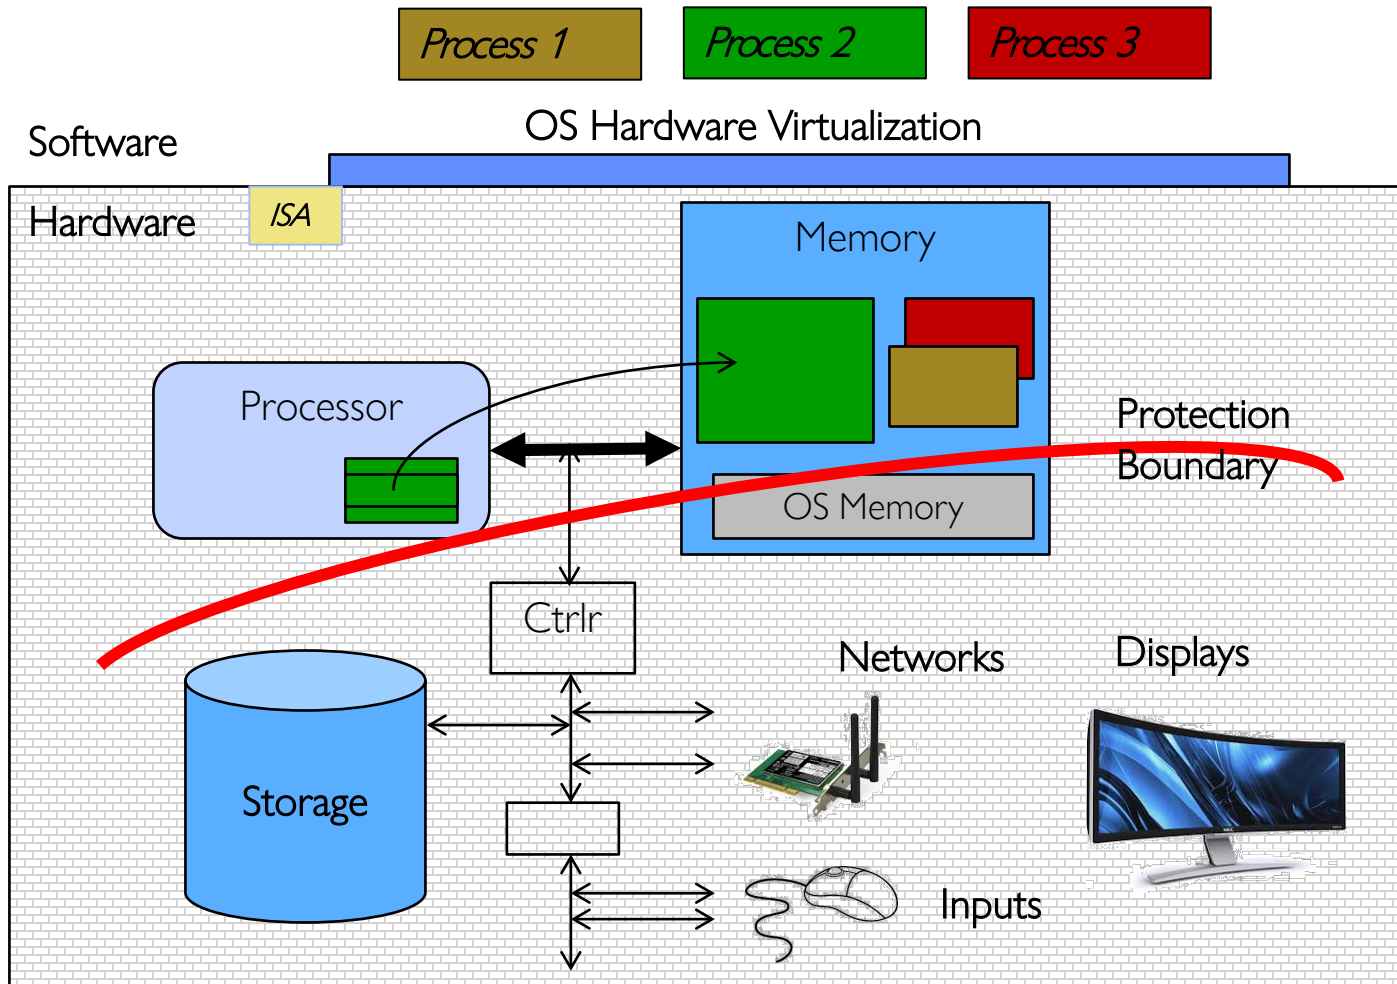 Process 1
Process 2
Process 3
OS Hardware Virtualization
Software
Hardware
ISA
Memory
Processor
Protection
Boundary
OS Memory
Ctrlr
Networks
Displays
Storage
NEC
Inputs